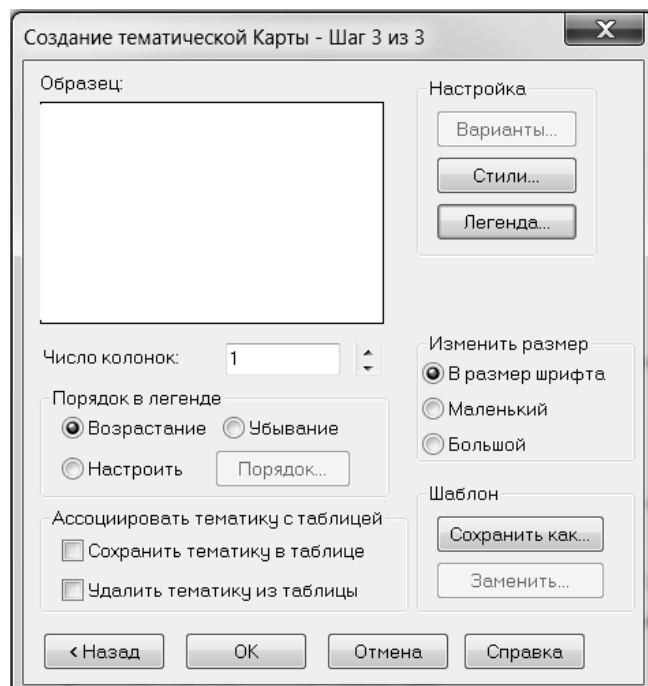 Создание тематической Карты - Шаг 3 из 3
X
Образец:
Настройка
Варианты...
Стили...
Легенда...
Число колонок:
1
Изменить размер
В размер шрифта
Маленький
Большой
Порядок в легенде
Возрастание Убывание
Настроить Порядок...
Ассоциировать тематику с таблицей
Сохранить тематику в таблице
Удалить тематику из таблицы
Шаблон
Сохранить как...
Заменить...
< Назад OK Отмена Справка